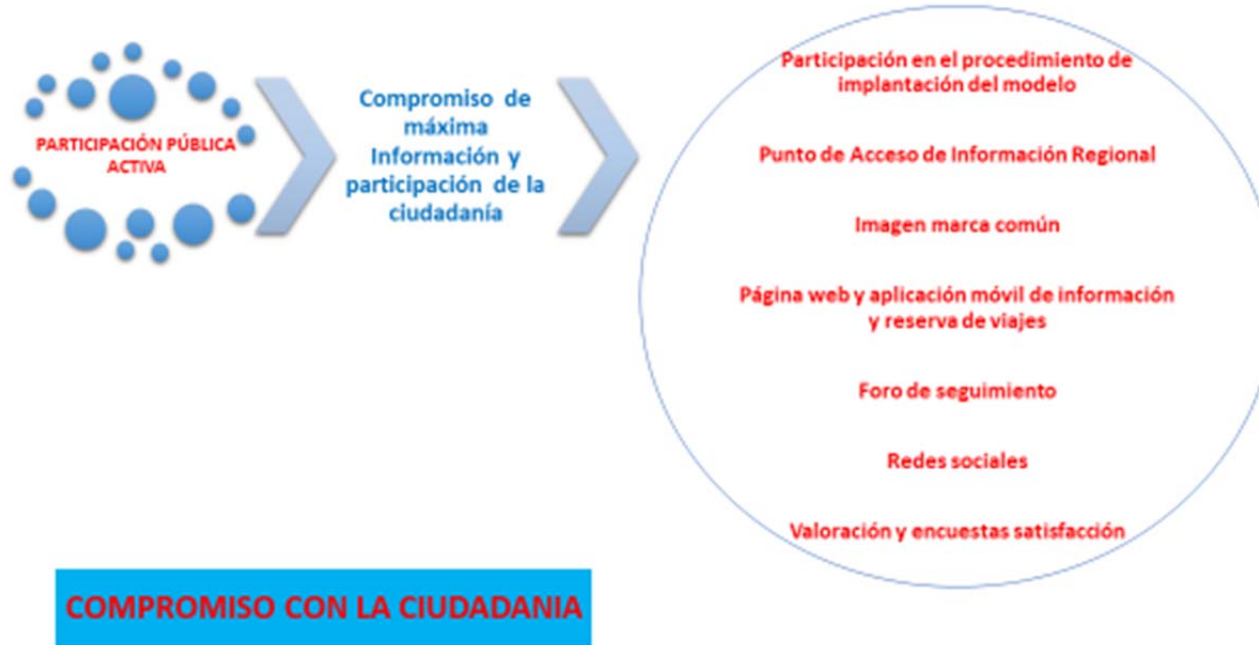 PARTICIPACIÓN PÚBLICA
ACTIVA
Compromiso de
máxima
Información y
participación de la
ciudadanía
Participación en el procedimiento de
implantación del modelo
Punto de Acceso de Información Regional
Imagen marca común
Página web y aplicación móvil de información
y reserva de viajes
Foro de seguimiento
Redes sociales
Valoración y encuestas satisfacción
COMPROMISO CON LA CIUDADANIA